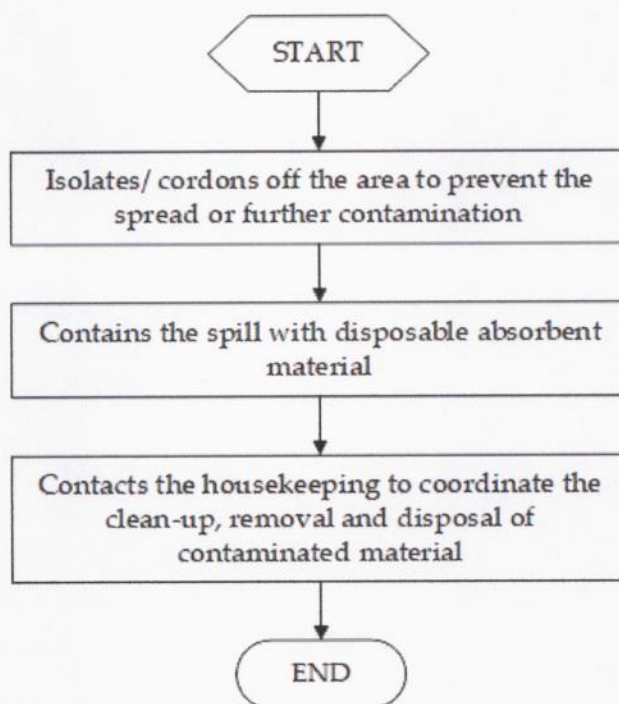 START
Isolates/ cordons off the area to prevent the
spread or further contamination
Contains the spill with disposable absorbent
material
Contacts the housekeeping to coordinate the
clean-up, removal and disposal of
contaminated material
END